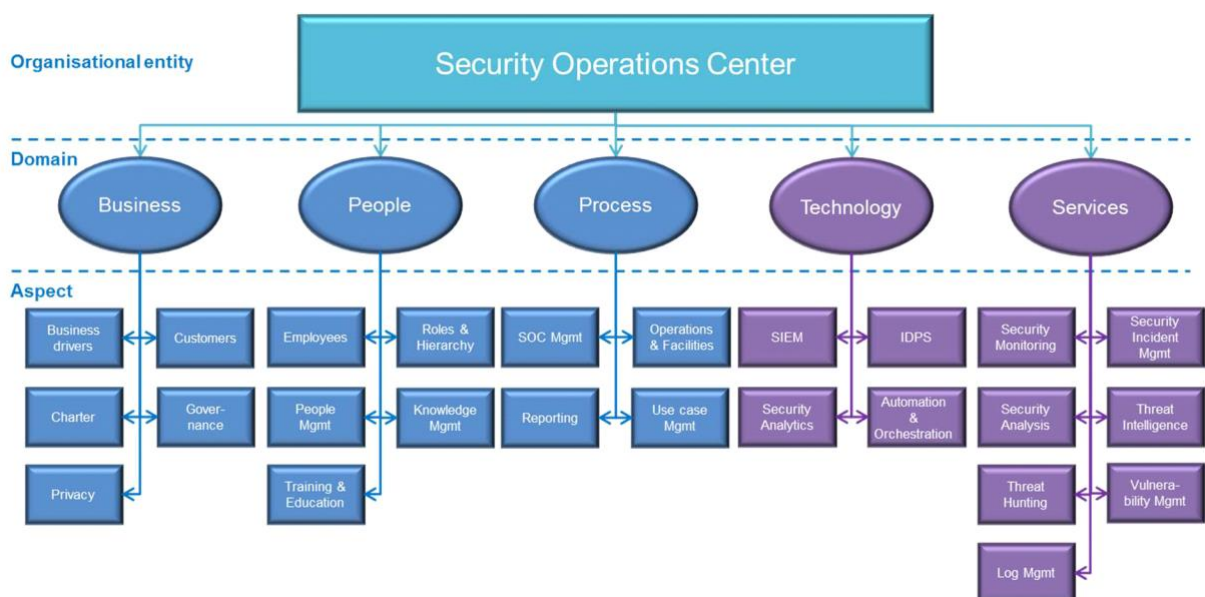 Organisational entity
Security Operations Center
Domain
Business
People
Process
Technology
Services
Aspect
Business
drivers
Customers
Employees
Roles &
Hierarchy
SOC Mgmt
Operations
& Facilities
SIEM
IDPS
Security
Monitoring
Security
Incident
Mgmt
Charter
Gover-
nance
People
Mgmt
Knowledge
Mgmt
Reporting
Use case
Mgmt
Security
Analytics
Automation
&
Orchestration
Security
Analysis
Threat
Intelligence
Privacy
Training &
Education
Threat
Hunting
Vulnera-
bility Mgmt
Log Mgmt